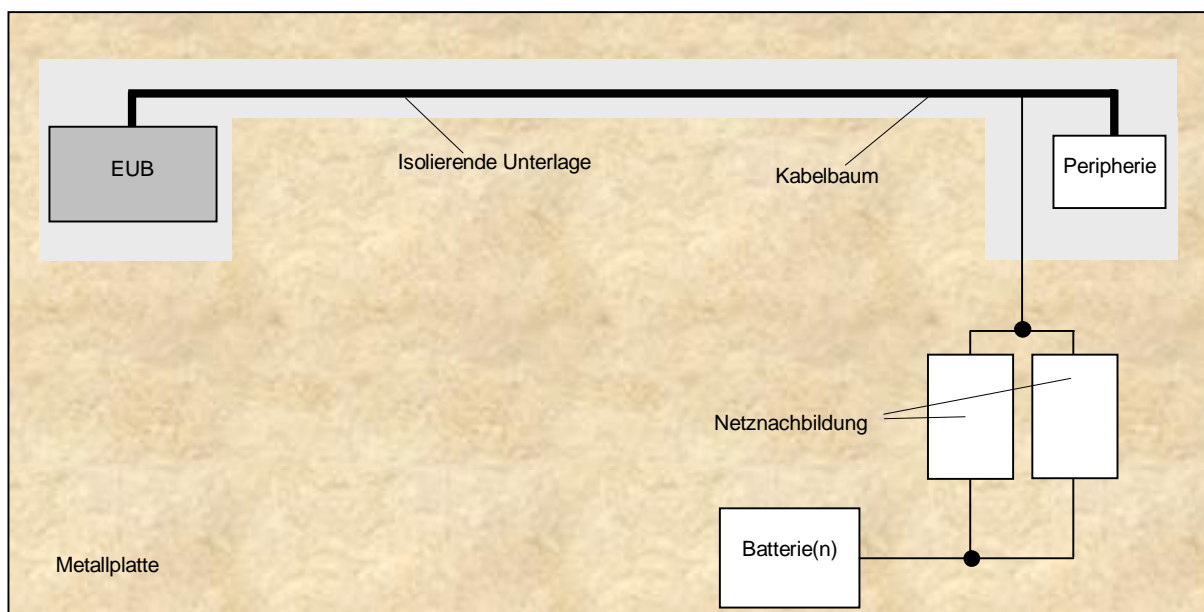 EUB
Isolierende Unterlage
Kabelbaum
Peripherie
Netznachbildung
Batterie(n)
Metallplatte